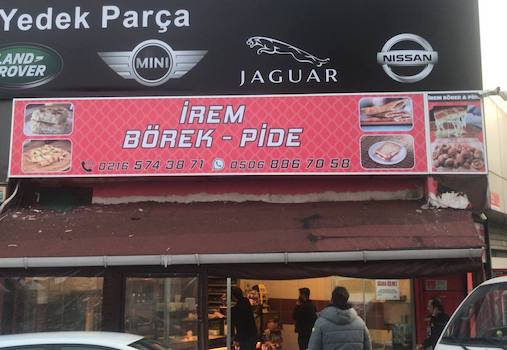 Yedek Parça
LAND
ROVER
MINI
JAGUAR
NISSAN
İREM
BÖREK - PİDE
0216 574 38 71 0506 886 70 58
İREM BÖREK & PİDE